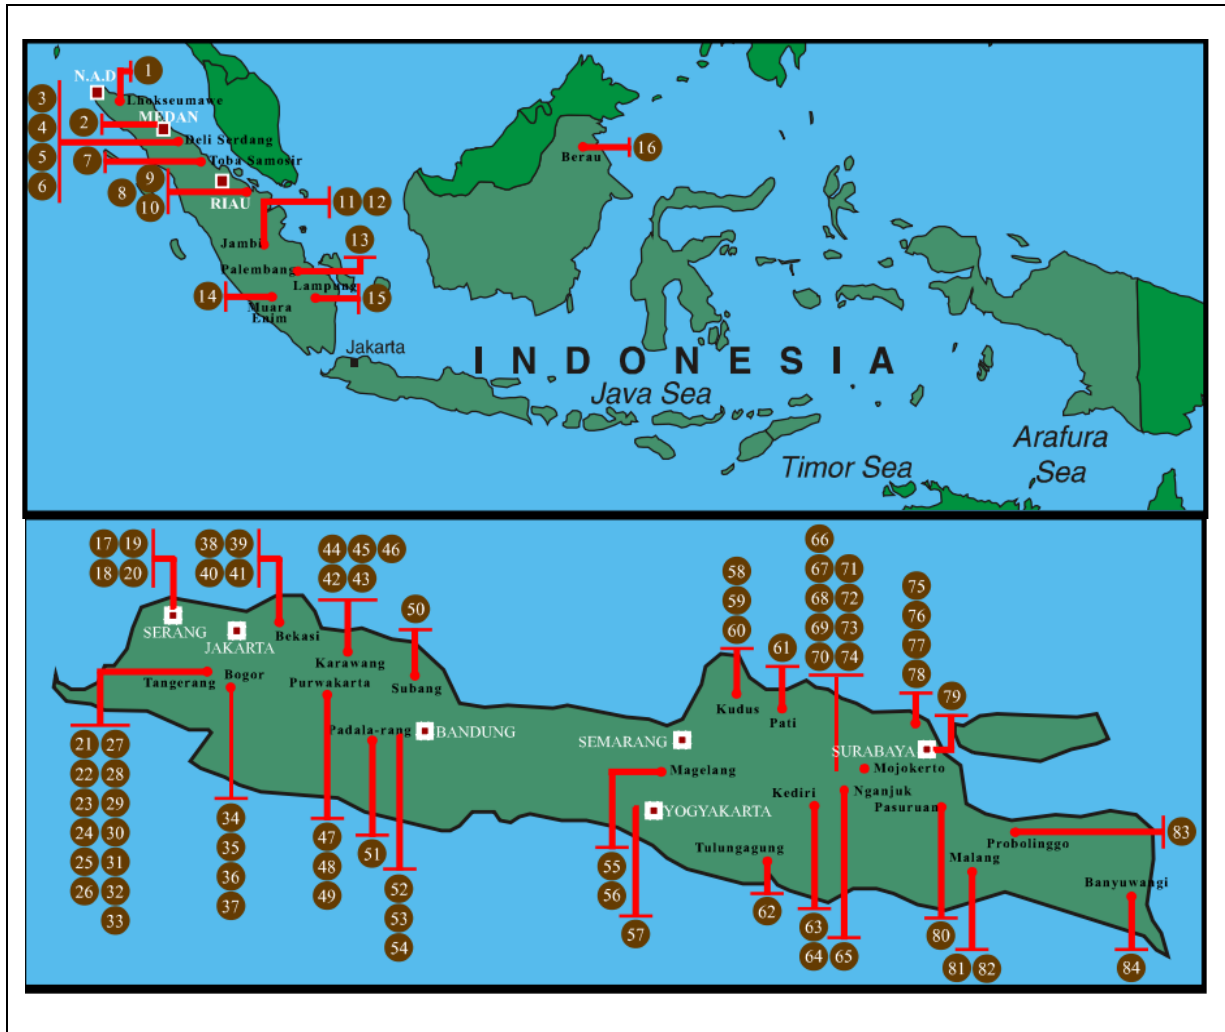 1
N.A.D
3
Lhokseumawe
MEDAN
2
4
Deli Serdang
16
Berau
5
7
Toba Samosir
9
6
8
10
RIAU
11 12
13
Jambi
Palembang
Lampung
14
15
Muara
Enim
Jakarta
INDONESIA
Java Sea
Arafura
Sea
Timor Sea
17 19
18 20
38 39
40 41
44 45 46
42 43
50
58
59
60
66
67 71
68 72
69 73
70 74
61
75
76
77
78
79
SERANG
JAKARTA
Bekasi
Karawang
Tangerang
Bogor
Purwakarta
Subang
Kudus
Pati
Padala-rang
BANDUNG
SEMARANG
SURABAYA
Magelang
Mojokerto
Kediri
Nganjuk
Pasuruan
YOGYAKARTA
Tulungagung
Probolinggo
83
Malang
Banyuwangi
21 27
22 28
23 29
24 30
25 31
26 32
33
34
35
36
37
47
48
49
51
52
53
54
55
56
57
62
63
64
65
80
81 82
84